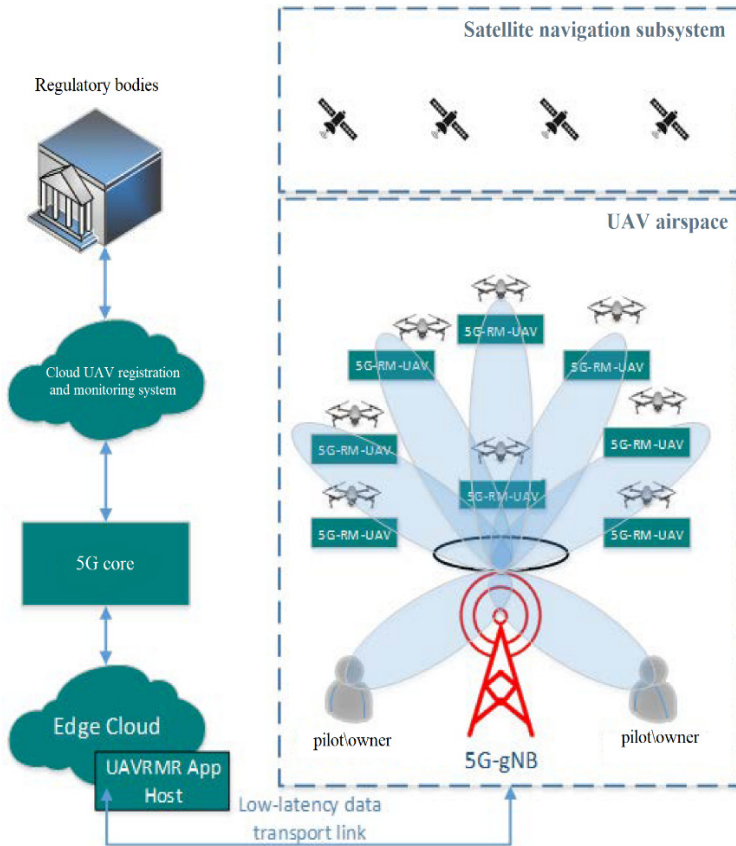 Satellite navigation subsystem
Regulatory bodies
UAV airspace
5G-RM-UAV
5G-RM-UAV
5G-RM-UAV
Cloud UAV registration
and monitoring system
5G-RM-UAV
5G-RM-UAV
5G-RM-UAV
5G-RM-UAV
5G-RM-UAV
5G core
Edge Cloud
UAVRMR App
Host
pilot\owner
5G-gNB
pilot\owner
Low-latency data
transport link